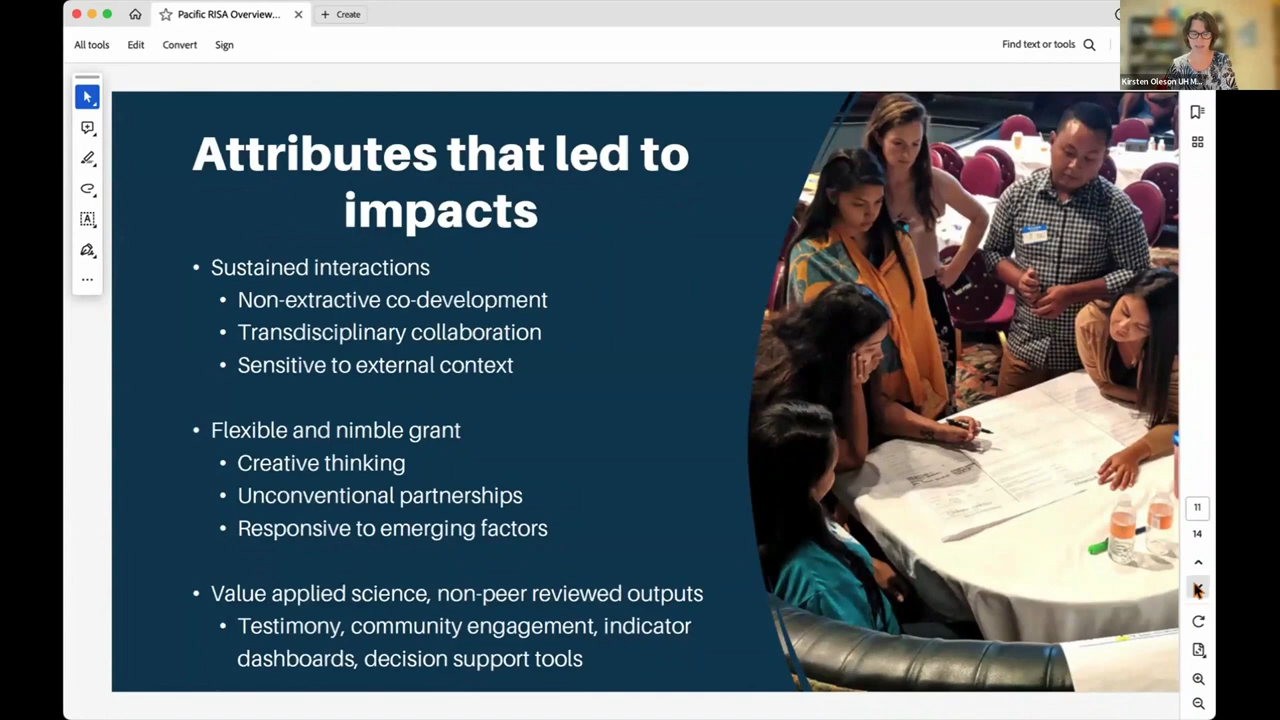 Pacific RISA Overview...
Create
All tools
Edit
Convert
Sign
Find text or tools
Kirsten Oleson UH M...
Attributes that led to
impacts
• Sustained interactions
• Non-extractive co-development
• Transdisciplinary collaboration
• Sensitive to external context
• Flexible and nimble grant
• Creative thinking
• Unconventional partnerships
• Responsive to emerging factors
• Value applied science, non-peer reviewed outputs
• Testimony, community engagement, indicator
dashboards, decision support tools
11
14